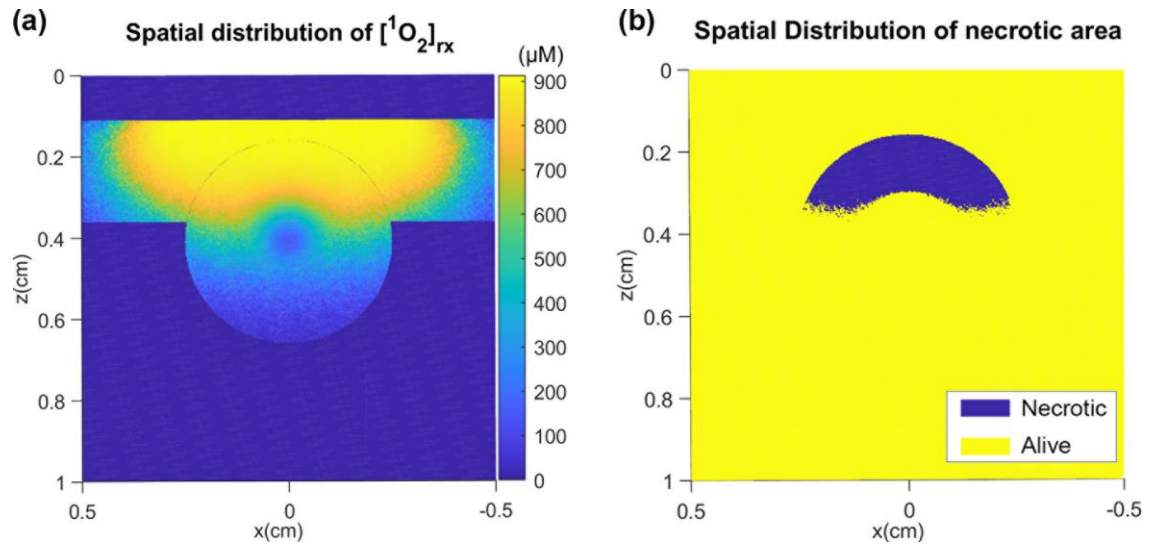 (a)
Spatial distribution of [¹O₂]rx
(μM)
900
800
700
600
500
400
300
200
100
0
0
0.2
0.4
0.6
0.8
1
z(cm)
0.5
0
-0.5
x(cm)
(b)
Spatial Distribution of necrotic area
0
0.2
0.4
0.6
0.8
1
z(cm)
Necrotic
Alive
0.5
0
-0.5
x(cm)